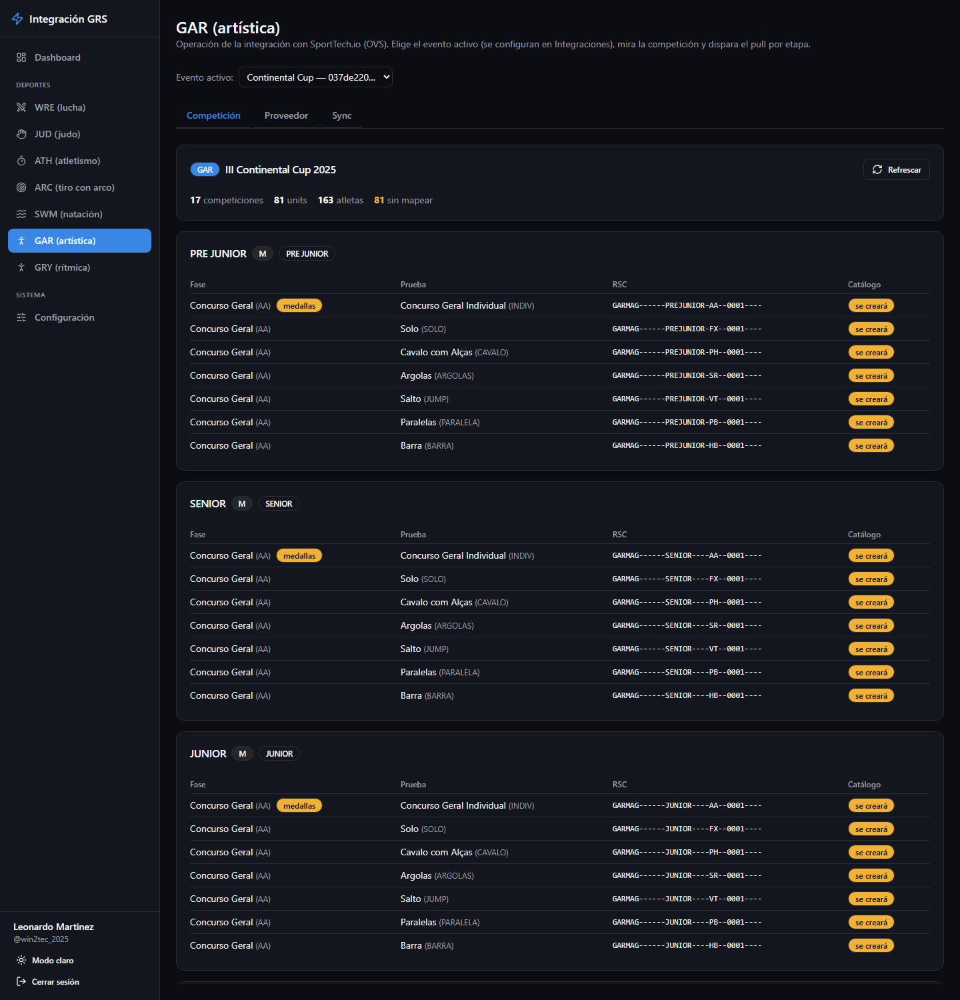 Integración GRS
Dashboard
DEPORTES
WRE (lucha)
JUD (judo)
ATH (atletismo)
ARC (tiro con arco)
SWM (natación)
GAR (artística)
GRY (rítmica)
SISTEMA
Configuración
Leonardo Martinez
@win2tec_2025
Modo claro
Cerrar sesión
GAR (artística)
Operación de la integración con SportTech.io (OVS). Elige el evento activo (se configuran en Integraciones), mira la competición y dispara el pull por etapa.
Evento activo: Continental Cup — 037de220...
Competición Proveedor Sync
GAR III Continental Cup 2025 Refrescar
17 competiciones 81 units 163 atletas 81 sin mapear
PRE JUNIOR M PRE JUNIOR
Fase Prueba RSC Catálogo
Concurso Geral (AA) medallas Concurso Geral Individual (INDIV) GARMAG------PREJUNIOR-AA--0001---- se creará
Concurso Geral (AA) Solo (SOLO) GARMAG------PREJUNIOR-FX--0001---- se creará
Concurso Geral (AA) Cavalo com Alças (CAVALO) GARMAG------PREJUNIOR-PH--0001---- se creará
Concurso Geral (AA) Argolas (ARGOLAS) GARMAG------PREJUNIOR-SR--0001---- se creará
Concurso Geral (AA) Salto (JUMP) GARMAG------PREJUNIOR-VT--0001---- se creará
Concurso Geral (AA) Paralelas (PARALELA) GARMAG------PREJUNIOR-PB--0001---- se creará
Concurso Geral (AA) Barra (BARRA) GARMAG------PREJUNIOR-HB--0001---- se creará
SENIOR M SENIOR
Fase Prueba RSC Catálogo
Concurso Geral (AA) medallas Concurso Geral Individual (INDIV) GARMAG------SENIOR----AA--0001---- se creará
Concurso Geral (AA) Solo (SOLO) GARMAG------SENIOR----FX--0001---- se creará
Concurso Geral (AA) Cavalo com Alças (CAVALO) GARMAG------SENIOR----PH--0001---- se creará
Concurso Geral (AA) Argolas (ARGOLAS) GARMAG------SENIOR----SR--0001---- se creará
Concurso Geral (AA) Salto (JUMP) GARMAG------SENIOR----VT--0001---- se creará
Concurso Geral (AA) Paralelas (PARALELA) GARMAG------SENIOR----PB--0001---- se creará
Concurso Geral (AA) Barra (BARRA) GARMAG------SENIOR----HB--0001---- se creará
JUNIOR M JUNIOR
Fase Prueba RSC Catálogo
Concurso Geral (AA) medallas Concurso Geral Individual (INDIV) GARMAG------JUNIOR----AA--0001---- se creará
Concurso Geral (AA) Solo (SOLO) GARMAG------JUNIOR----FX--0001---- se creará
Concurso Geral (AA) Cavalo com Alças (CAVALO) GARMAG------JUNIOR----PH--0001---- se creará
Concurso Geral (AA) Argolas (ARGOLAS) GARMAG------JUNIOR----SR--0001---- se creará
Concurso Geral (AA) Salto (JUMP) GARMAG------JUNIOR----VT--0001---- se creará
Concurso Geral (AA) Paralelas (PARALELA) GARMAG------JUNIOR----PB--0001---- se creará
Concurso Geral (AA) Barra (BARRA) GARMAG------JUNIOR----HB--0001---- se creará